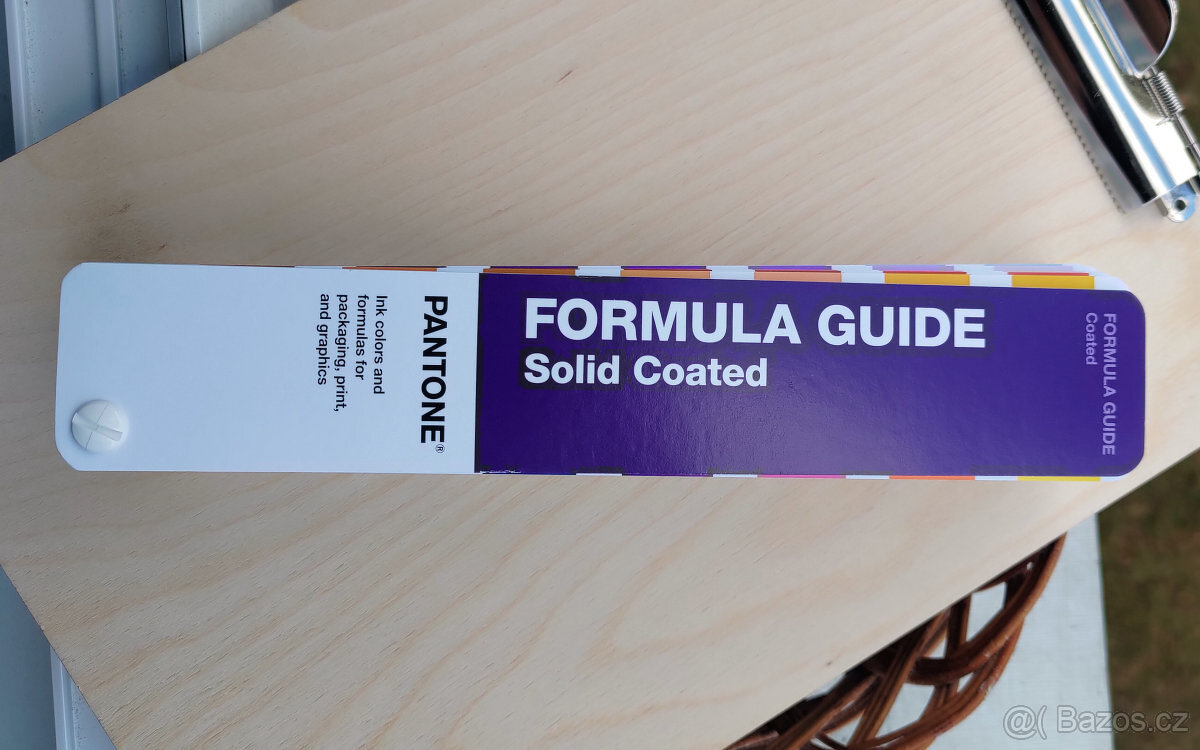 FORMULA GUIDE
Solid Coated
PANTONE®
Ink colors and
formulas for
packaging, print,
and graphics
FORMULA GUIDE
Coated
@( Bazos.cz